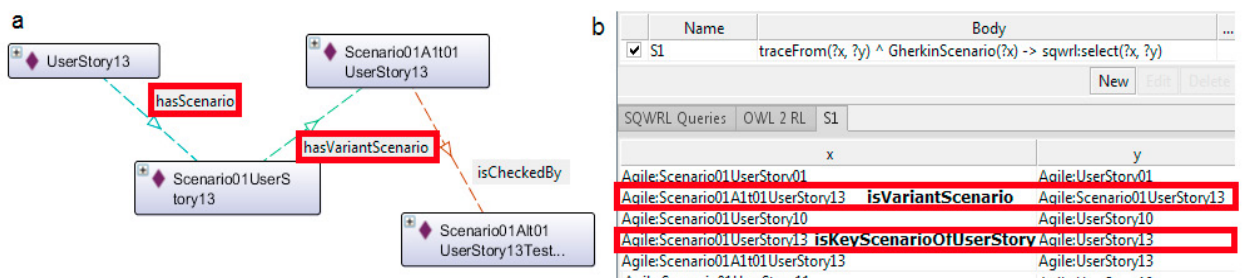 a
UserStory13
hasScenario
Scenario01A1t01
UserStory13
hasVariantScenario
Scenario01UserS
tory13
isCheckedBy
Scenario01Alt01
UserStory13Test...
b
Name Body ...
S1 traceFrom(?x, ?y) ^ GherkinScenario(?x) -> sqwrl:select(?x, ?y)
New Edit Delete
SQWRL Queries OWL 2 RL S1
x y
Agile:Scenario01UserStory01 Agile:UserStory01
Agile:Scenario01A1t01UserStory13 isVariantScenario Agile:Scenario01UserStory13
Agile:Scenario01UserStory10 Agile:UserStory10
Agile:Scenario01UserStory13 isKeyScenarioOfUserStory Agile:UserStory13
Agile:Scenario01A1t01UserStory13 Agile:UserStory13